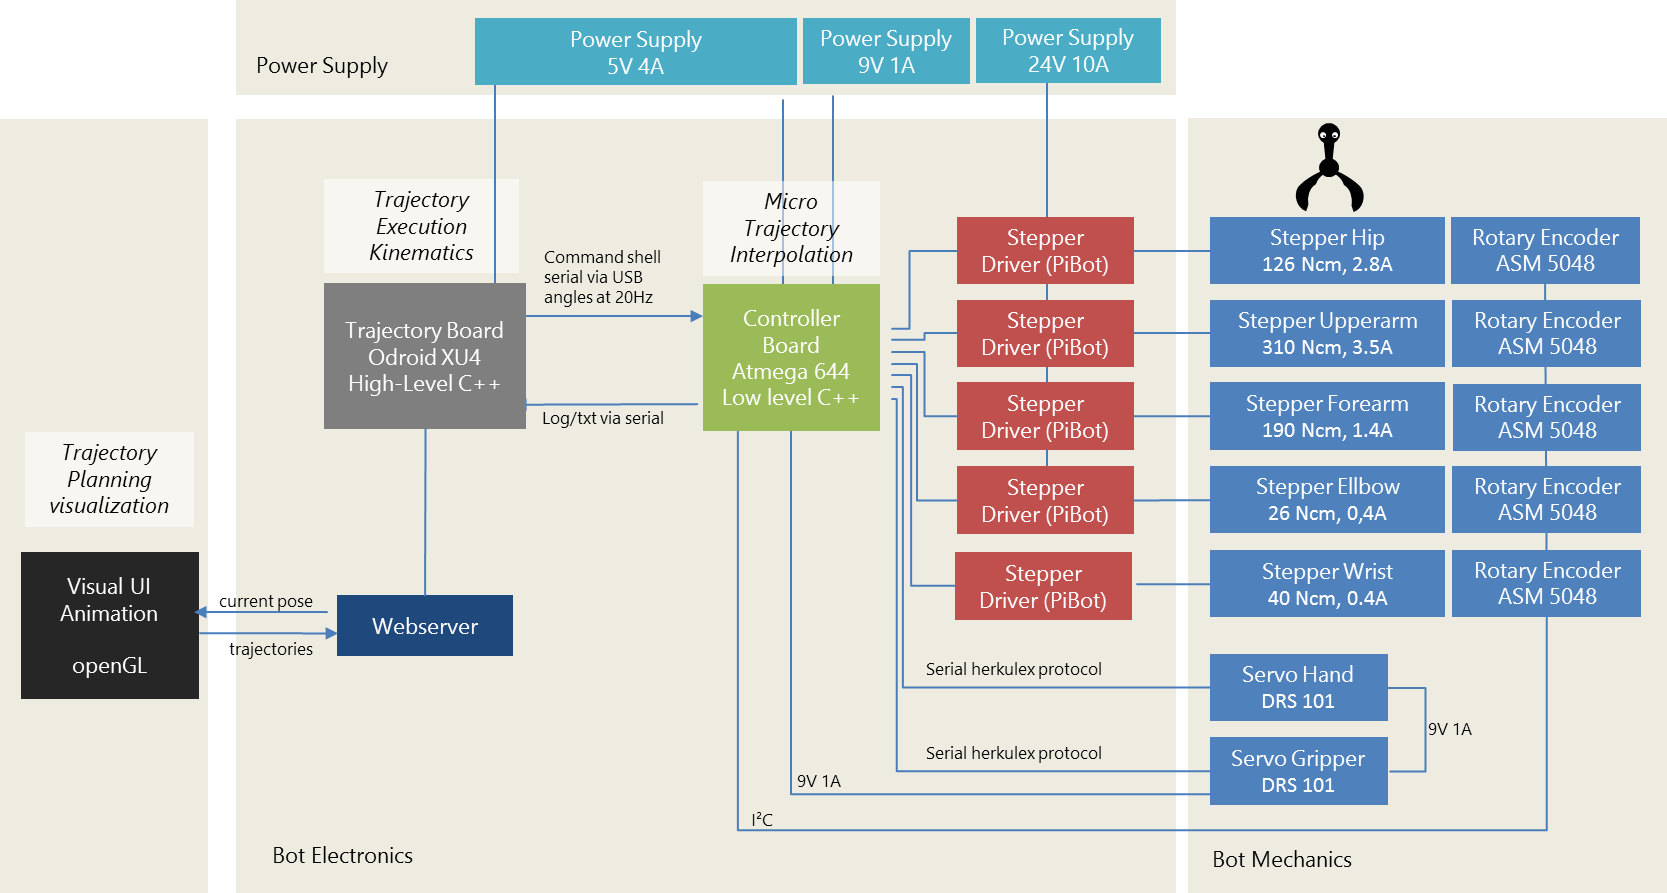 Power Supply
Power Supply
5V 4A
Power Supply
9V 1A
Power Supply
24V 10A
Trajectory
Planning
visualization
Visual UI
Animation
openGL
current pose
trajectories
Trajectory
Execution
Kinematics
Trajectory Board
Odroid XU4
High-Level C++
Webserver
Command shell
serial via USB
angles at 20Hz
Log/txt via serial
Micro
Trajectory
Interpolation
Controller
Board
Atmega 644
Low level C++
Stepper
Driver (PiBot)
Stepper
Driver (PiBot)
Stepper
Driver (PiBot)
Stepper
Driver (PiBot)
Stepper
Driver (PiBot)
Serial herkulex protocol
Serial herkulex protocol
9V 1A
I²C
Bot Electronics
Stepper Hip
126 Ncm, 2.8A
Rotary Encoder
ASM 5048
Stepper Upperarm
310 Ncm, 3.5A
Rotary Encoder
ASM 5048
Stepper Forearm
190 Ncm, 1.4A
Rotary Encoder
ASM 5048
Stepper Ellbow
26 Ncm, 0,4A
Rotary Encoder
ASM 5048
Stepper Wrist
40 Ncm, 0.4A
Rotary Encoder
ASM 5048
Servo Hand
DRS 101
9V 1A
Servo Gripper
DRS 101
Bot Mechanics